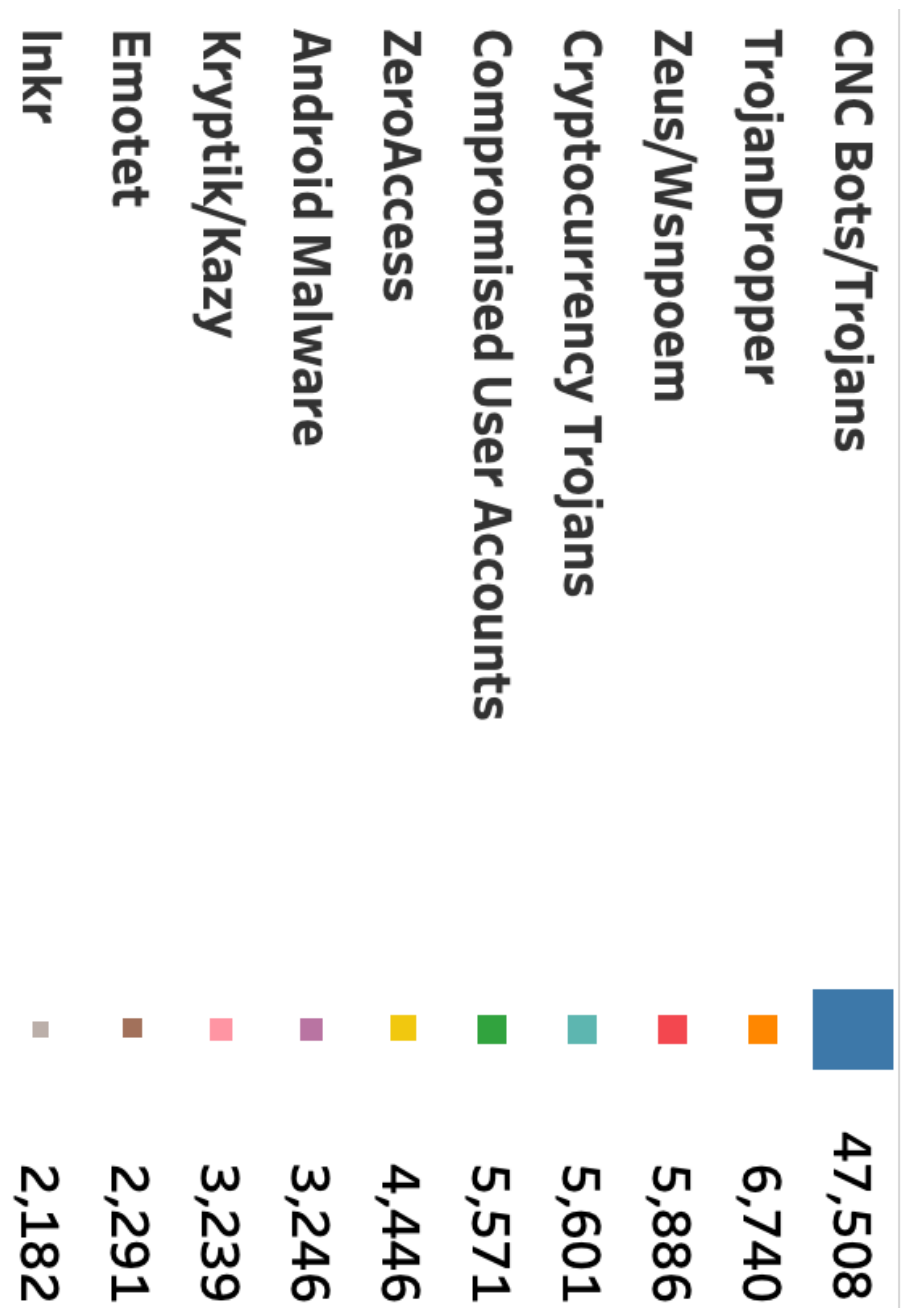 CNC Bots/Trojans 47,508
TrojanDropper 6,740
Zeus/Wsnpoem 5,886
Cryptocurrency Trojans 5,601
Compromised User Accounts 5,571
ZeroAccess 4,446
Android Malware 3,246
Kryptik/Kazy 3,239
Emotet 2,291
Inkr 2,182